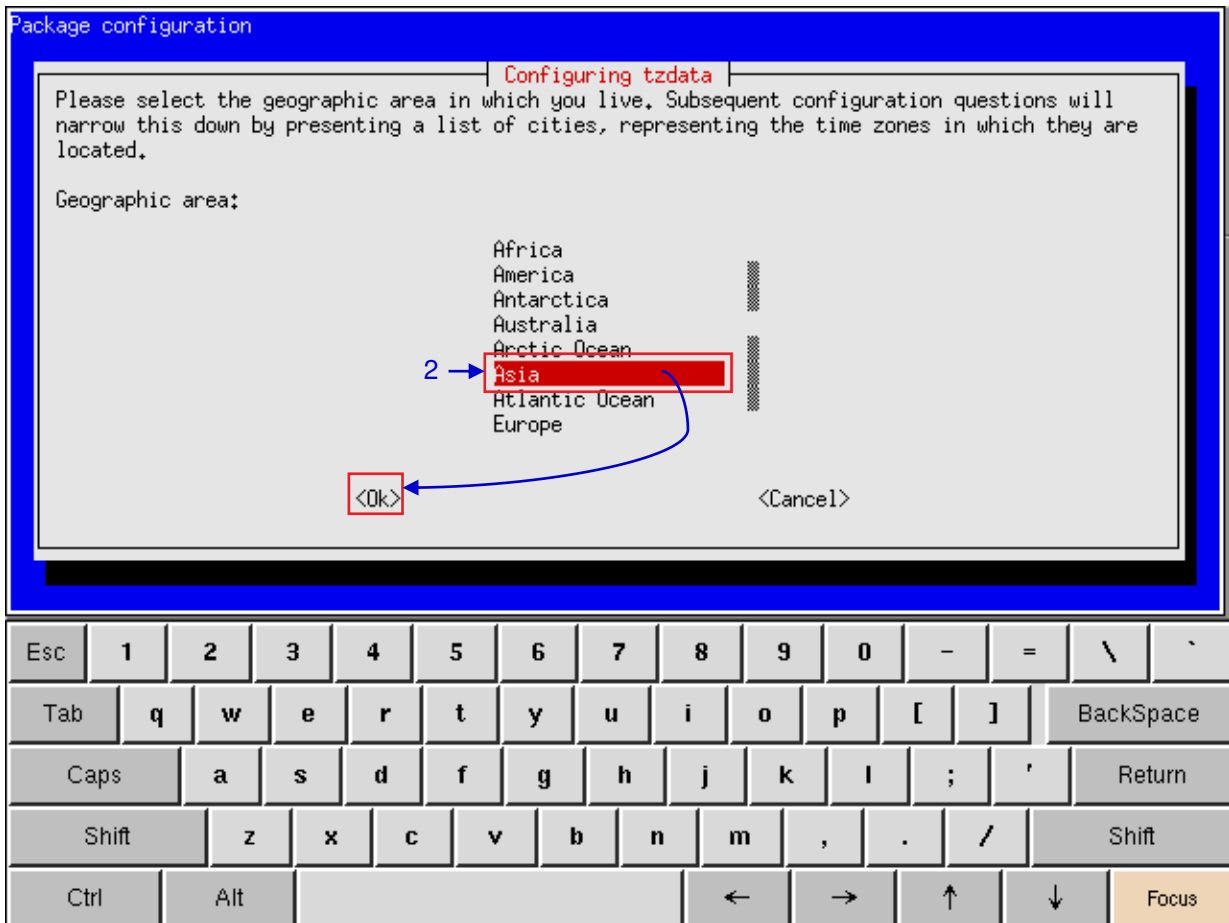 Package configuration
Configuring tzdata
Please select the geographic area in which you live. Subsequent configuration questions will
narrow this down by presenting a list of cities, representing the time zones in which they are
located.
Geographic area:
Africa
America
Antarctica
Australia
Arctic Ocean
2 Asia
Atlantic Ocean
Europe
<Ok> <Cancel>
Esc 1 2 3 4 5 6 7 8 9 0 - = \ `
Tab q w e r t y u i o p [ ] BackSpace
Caps a s d f g h j k l ; ' Return
Shift z x c v b n m , . / Shift
Ctrl Alt ← → ↑ ↓ Focus